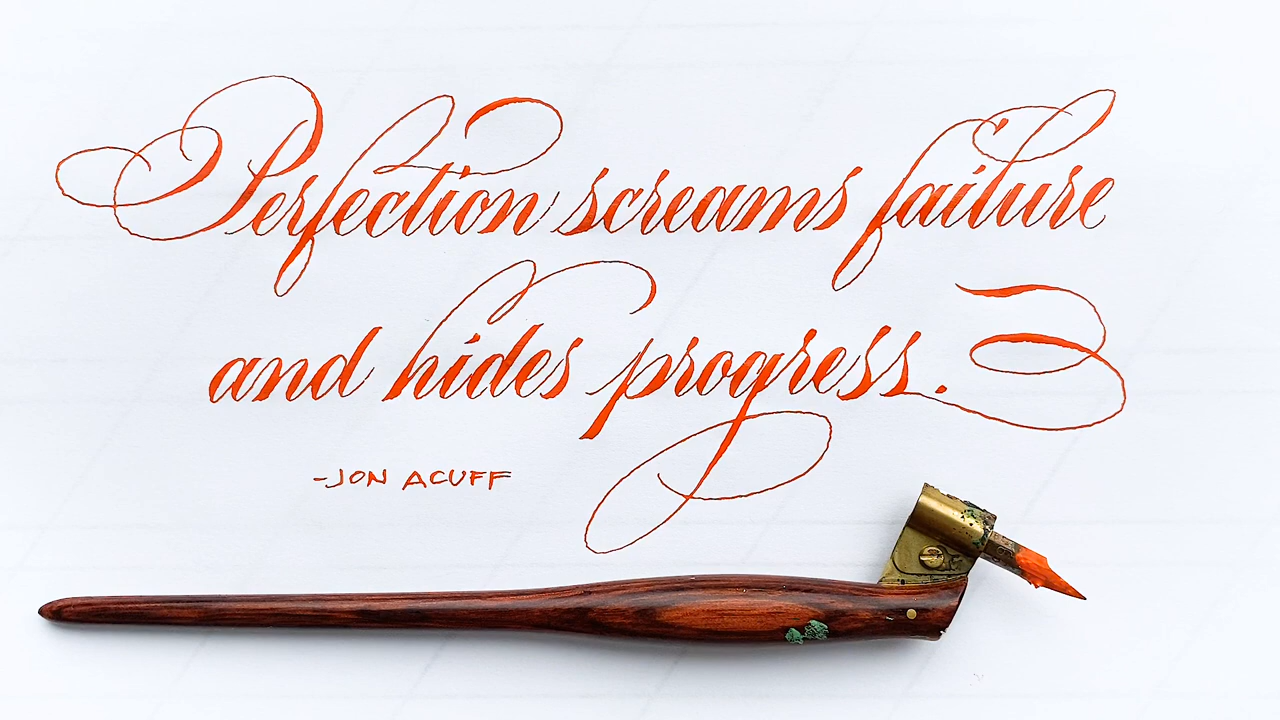 Perfection screams failure
and hides progress.
-JON ACUFF